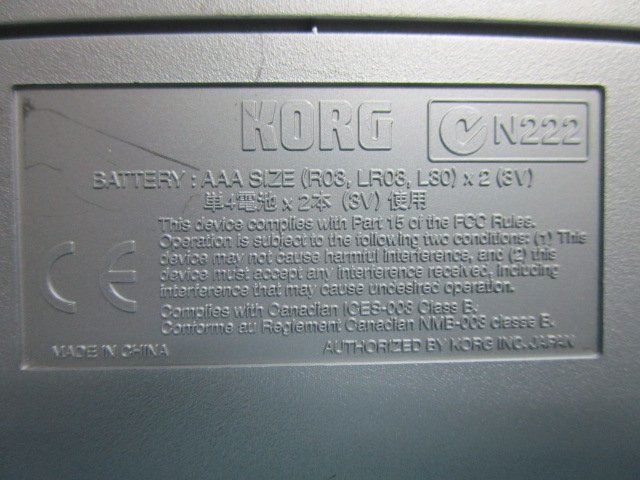 KORG
N222
BATTERY : AAA SIZE (R03, LR03, L30) x 2 (3V)
単4電池 x 2本 (3V) 使用
This device complies with Part 15 of the FCC Rules.
Operation is subject to the following two conditions: (1) This
device may not cause harmful interference, and (2) this
device must accept any interference received, including
interference that may cause undesired operation.
Complies with Canadian ICES-003 Class B.
Conforme au Reglement Canadian NMB-003 classe B.
CE
MADE IN CHINA
AUTHORIZED BY KORG INC. JAPAN